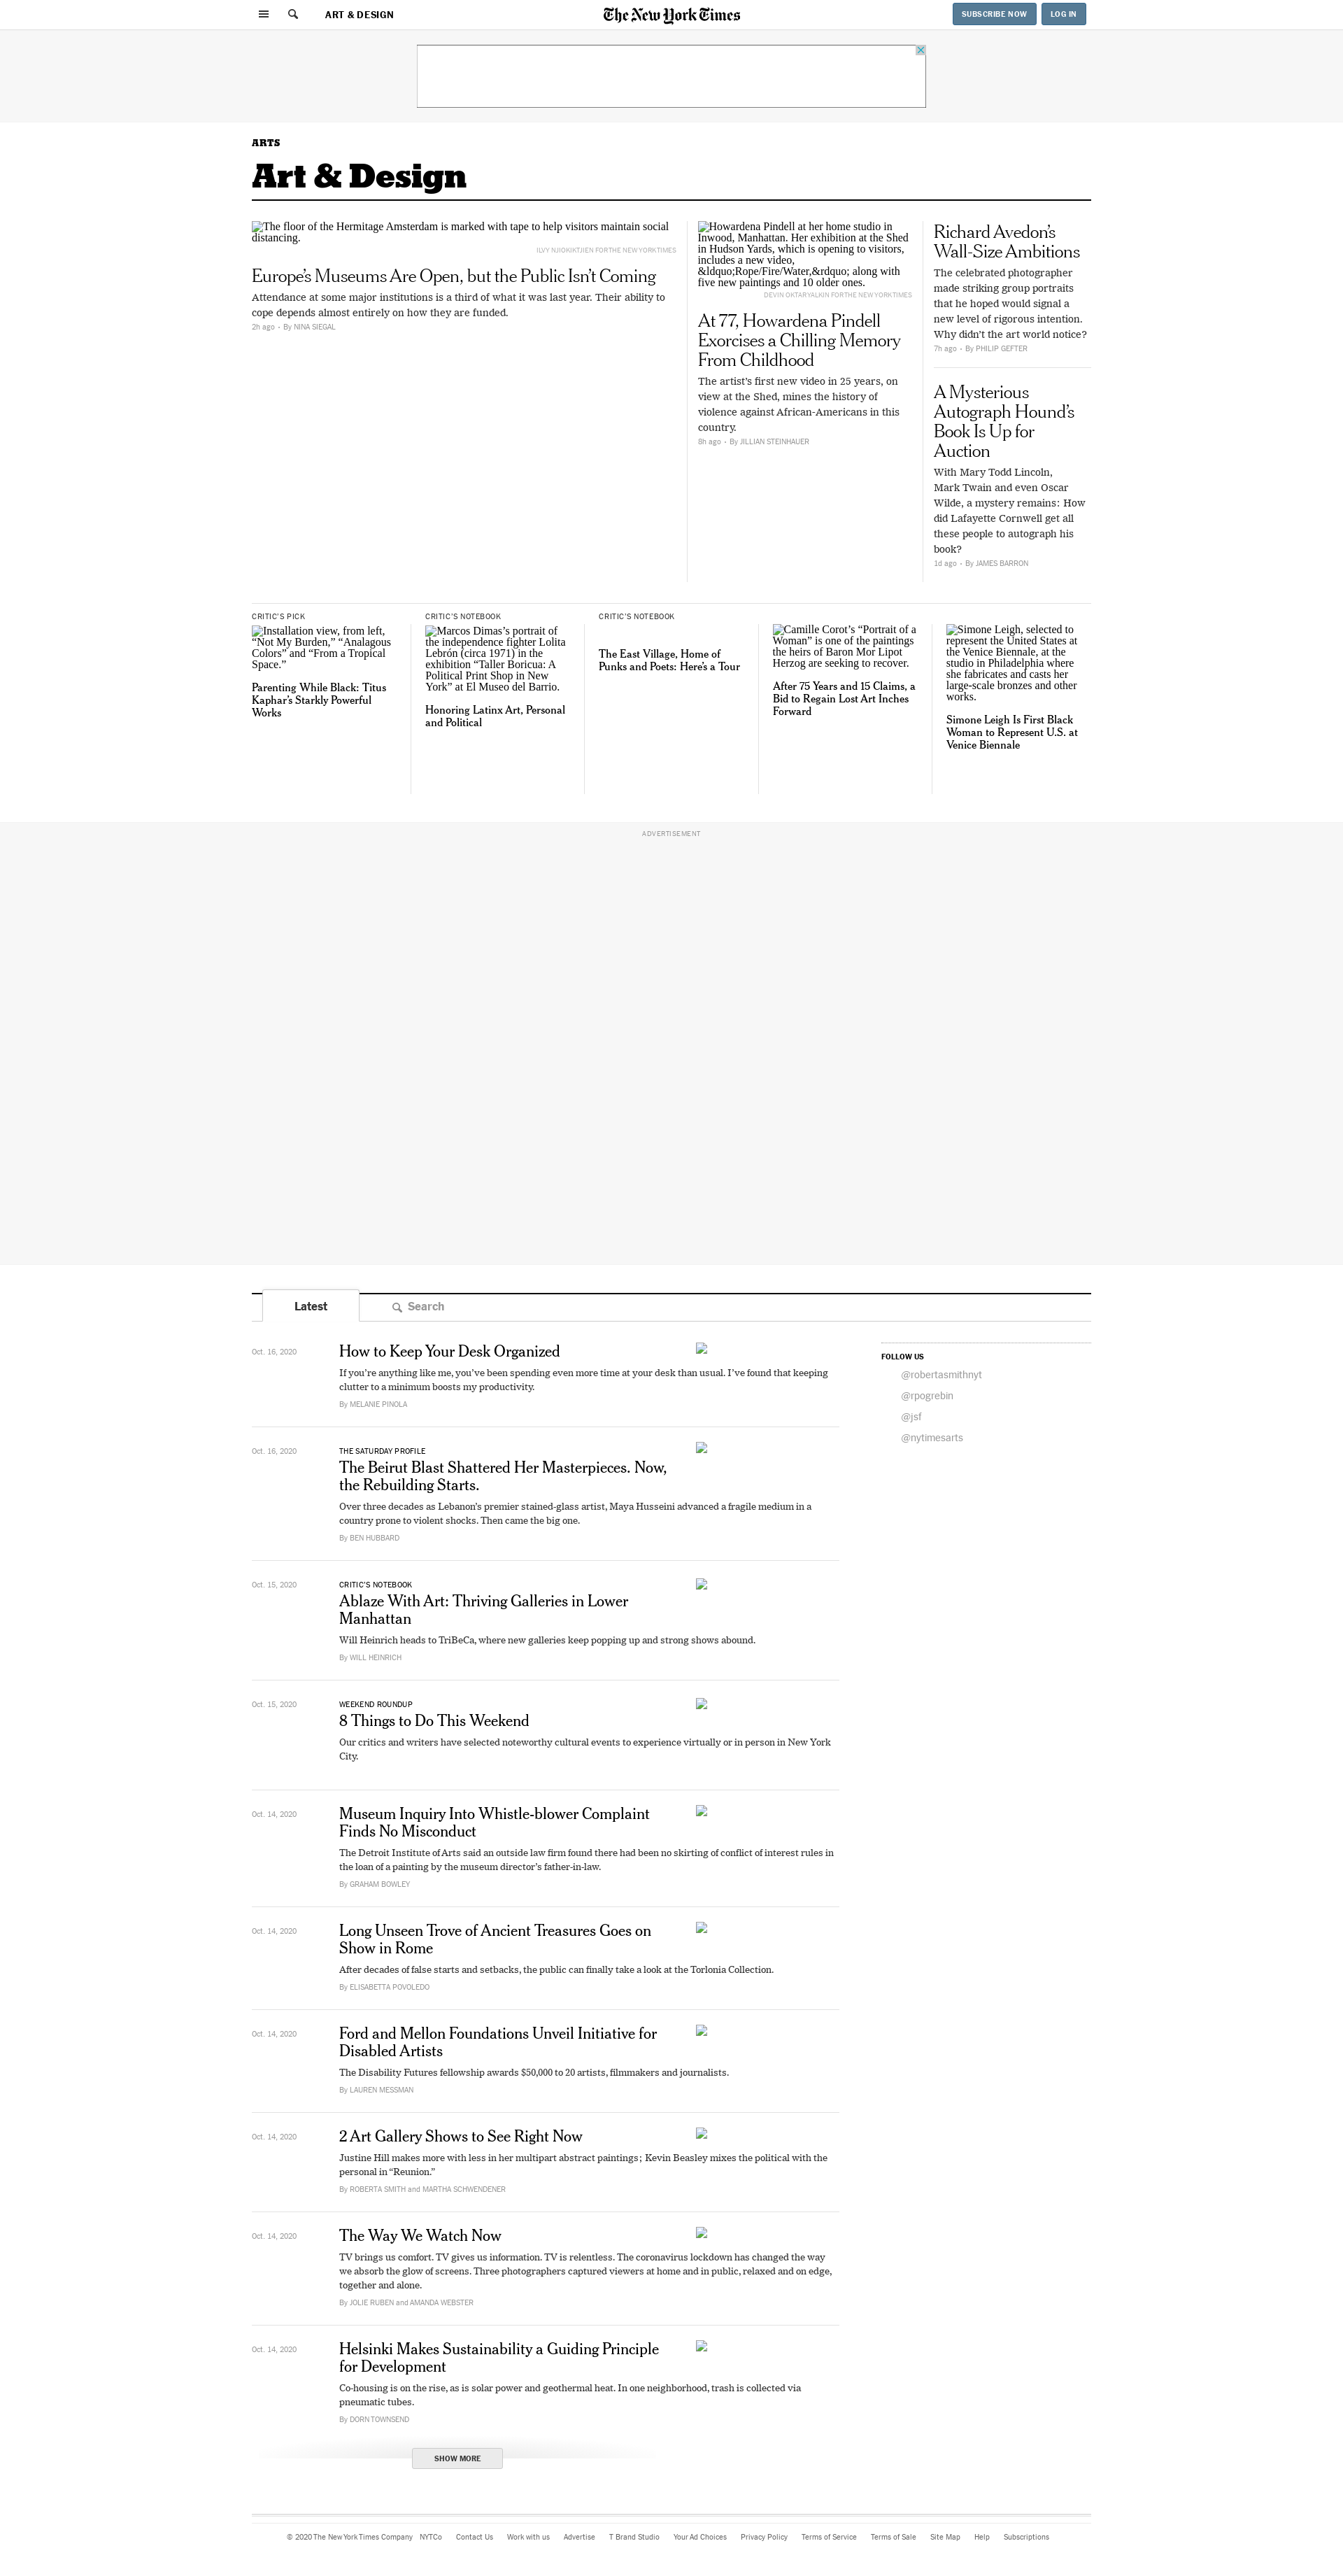 ART & DESIGN
The New York Times
SUBSCRIBE NOW
LOG IN
ARTS
Art & Design
The floor of the Hermitage Amsterdam is marked with tape to help visitors maintain social
distancing.
ILVY NJIOKIKTJIEN FOR THE NEW YORK TIMES
Europe’s Museums Are Open, but the Public Isn’t Coming
Attendance at some major institutions is a third of what it was last year. Their ability to
cope depends almost entirely on how they are funded.
2h ago • By NINA SIEGAL
Howardena Pindell at her home studio in
Inwood, Manhattan. Her exhibition at the Shed
in Hudson Yards, which is opening to visitors,
includes a new video,
&ldquo;Rope/Fire/Water,&rdquo; along with
five new paintings and 10 older ones.
DEVIN OKTAR YALKIN FOR THE NEW YORK TIMES
At 77, Howardena Pindell
Exorcises a Chilling Memory
From Childhood
The artist’s first new video in 25 years, on
view at the Shed, mines the history of
violence against African-Americans in this
country.
8h ago • By JILLIAN STEINHAUER
Richard Avedon’s
Wall-Size Ambitions
The celebrated photographer
made striking group portraits
that he hoped would signal a
new level of rigorous intention.
Why didn’t the art world notice?
7h ago • By PHILIP GEFTER
A Mysterious
Autograph Hound’s
Book Is Up for
Auction
With Mary Todd Lincoln,
Mark Twain and even Oscar
Wilde, a mystery remains: How
did Lafayette Cornwell get all
these people to autograph his
book?
1d ago • By JAMES BARRON
CRITIC’S PICK
Installation view, from left,
“Not My Burden,” “Analogous
Colors” and “From a Tropical
Space.”
Parenting While Black: Titus
Kaphar’s Starkly Powerful
Works
CRITIC’S NOTEBOOK
Marcos Dimas’s portrait of
the independence fighter Lolita
Lebrón (circa 1971) in the
exhibition “Taller Boricua: A
Political Print Shop in New
York” at El Museo del Barrio.
Honoring Latinx Art, Personal
and Political
CRITIC’S NOTEBOOK
The East Village, Home of
Punks and Poets: Here’s a Tour
Camille Corot’s “Portrait of a
Woman” is one of the paintings
the heirs of Baron Mor Lipot
Herzog are seeking to recover.
After 75 Years and 15 Claims, a
Bid to Regain Lost Art Inches
Forward
Simone Leigh, selected to
represent the United States at
the Venice Biennale, at the
studio in Philadelphia where
she fabricates and casts her
large-scale bronzes and other
works.
Simone Leigh Is First Black
Woman to Represent U.S. at
Venice Biennale
ADVERTISEMENT
Latest
Search
Oct. 16, 2020
How to Keep Your Desk Organized
If you’re anything like me, you’ve been spending even more time at your desk than usual. I’ve found that keeping
clutter to a minimum boosts my productivity.
By MELANIE PINOLA
Oct. 16, 2020
THE SATURDAY PROFILE
The Beirut Blast Shattered Her Masterpieces. Now,
the Rebuilding Starts.
Over three decades as Lebanon’s premier stained-glass artist, Maya Husseini advanced a fragile medium in a
country prone to violent shocks. Then came the big one.
By BEN HUBBARD
Oct. 15, 2020
CRITIC’S NOTEBOOK
Ablaze With Art: Thriving Galleries in Lower
Manhattan
Will Heinrich heads to TriBeCa, where new galleries keep popping up and strong shows abound.
By WILL HEINRICH
Oct. 15, 2020
WEEKEND ROUNDUP
8 Things to Do This Weekend
Our critics and writers have selected noteworthy cultural events to experience virtually or in person in New York
City.
Oct. 14, 2020
Museum Inquiry Into Whistle-blower Complaint
Finds No Misconduct
The Detroit Institute of Arts said an outside law firm found there had been no skirting of conflict of interest rules in
the loan of a painting by the museum director’s father-in-law.
By GRAHAM BOWLEY
Oct. 14, 2020
Long Unseen Trove of Ancient Treasures Goes on
Show in Rome
After decades of false starts and setbacks, the public can finally take a look at the Torlonia Collection.
By ELISABETTA POVOLEDO
Oct. 14, 2020
Ford and Mellon Foundations Unveil Initiative for
Disabled Artists
The Disability Futures fellowship awards $50,000 to 20 artists, filmmakers and journalists.
By LAUREN MESSMAN
Oct. 14, 2020
2 Art Gallery Shows to See Right Now
Justine Hill makes more with less in her multipart abstract paintings; Kevin Beasley mixes the political with the
personal in “Reunion.”
By ROBERTA SMITH and MARTHA SCHWENDENER
Oct. 14, 2020
The Way We Watch Now
TV brings us comfort. TV gives us information. TV is relentless. The coronavirus lockdown has changed the way
we absorb the glow of screens. Three photographers captured viewers at home and in public, relaxed and on edge,
together and alone.
By JOLIE RUBEN and AMANDA WEBSTER
Oct. 14, 2020
Helsinki Makes Sustainability a Guiding Principle
for Development
Co-housing is on the rise, as is solar power and geothermal heat. In one neighborhood, trash is collected via
pneumatic tubes.
By DORN TOWNSEND
SHOW MORE
FOLLOW US
@robertasmithnyt
@rpogrebin
@jsf
@nytimesarts
© 2020 The New York Times Company NYTCo Contact Us Work with us Advertise T Brand Studio Your Ad Choices Privacy Policy Terms of Service Terms of Sale Site Map Help Subscriptions